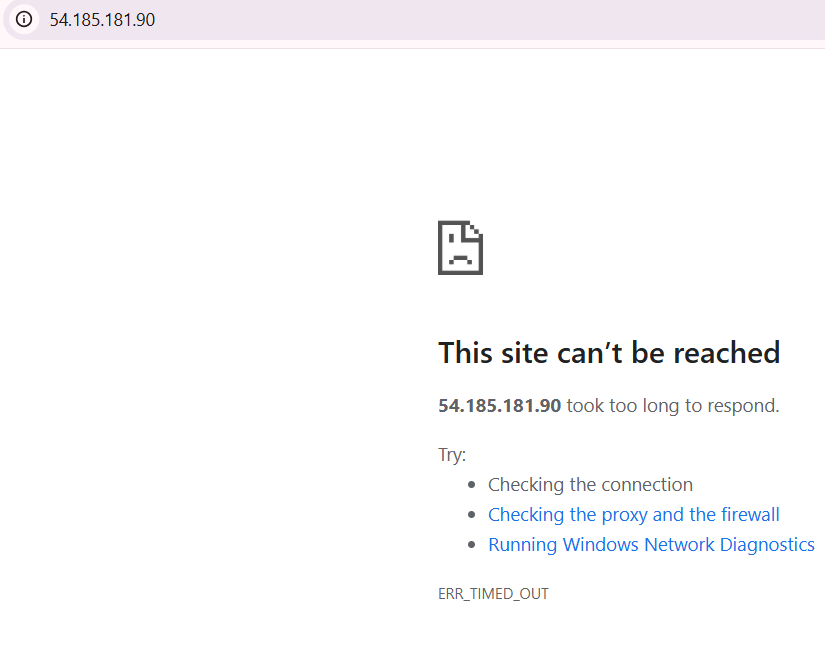 54.185.181.90
This site can’t be reached
54.185.181.90 took too long to respond.
Try:
Checking the connection
Checking the proxy and the firewall
Running Windows Network Diagnostics
ERR_TIMED_OUT